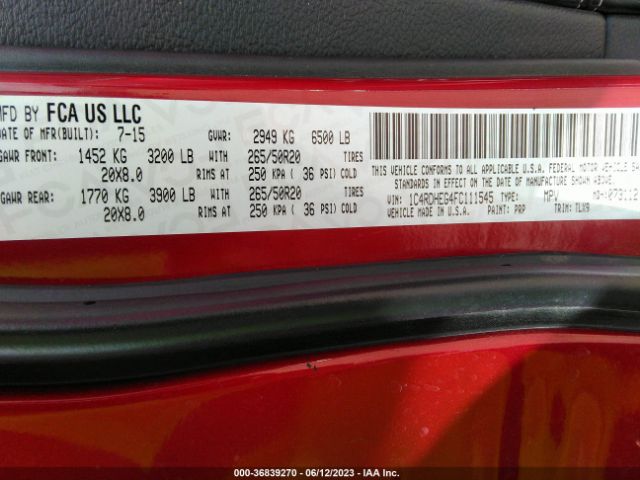 MFD BY FCA US LLC
DATE OF MFR(BUILT): 7-15 GVWR: 2949 KG 6500 LB
GAWR FRONT: 1452 KG 3200 LB WITH 265/50R20 TIRES
20X8.0 RIMS AT 250 KPA ( 36 PSI) COLD
GAWR REAR: 1770 KG 3900 LB WITH 265/50R20 TIRES
20X8.0 RIMS AT 250 KPA ( 36 PSI) COLD
THIS VEHICLE CONFORMS TO ALL APPLICABLE U.S.A. FEDERAL MOTOR VEHICLE
STANDARDS IN EFFECT ON THE DATE OF MANUFACTURE SHOWN ABOVE.
VIN: 1C4RDHEG4FC111545 TYPE: MPV
VEHICLE MADE IN U.S.A. PAINT: PRP TRIM: TLX9
000-36839270 - 06/12/2023 - IAA Inc.